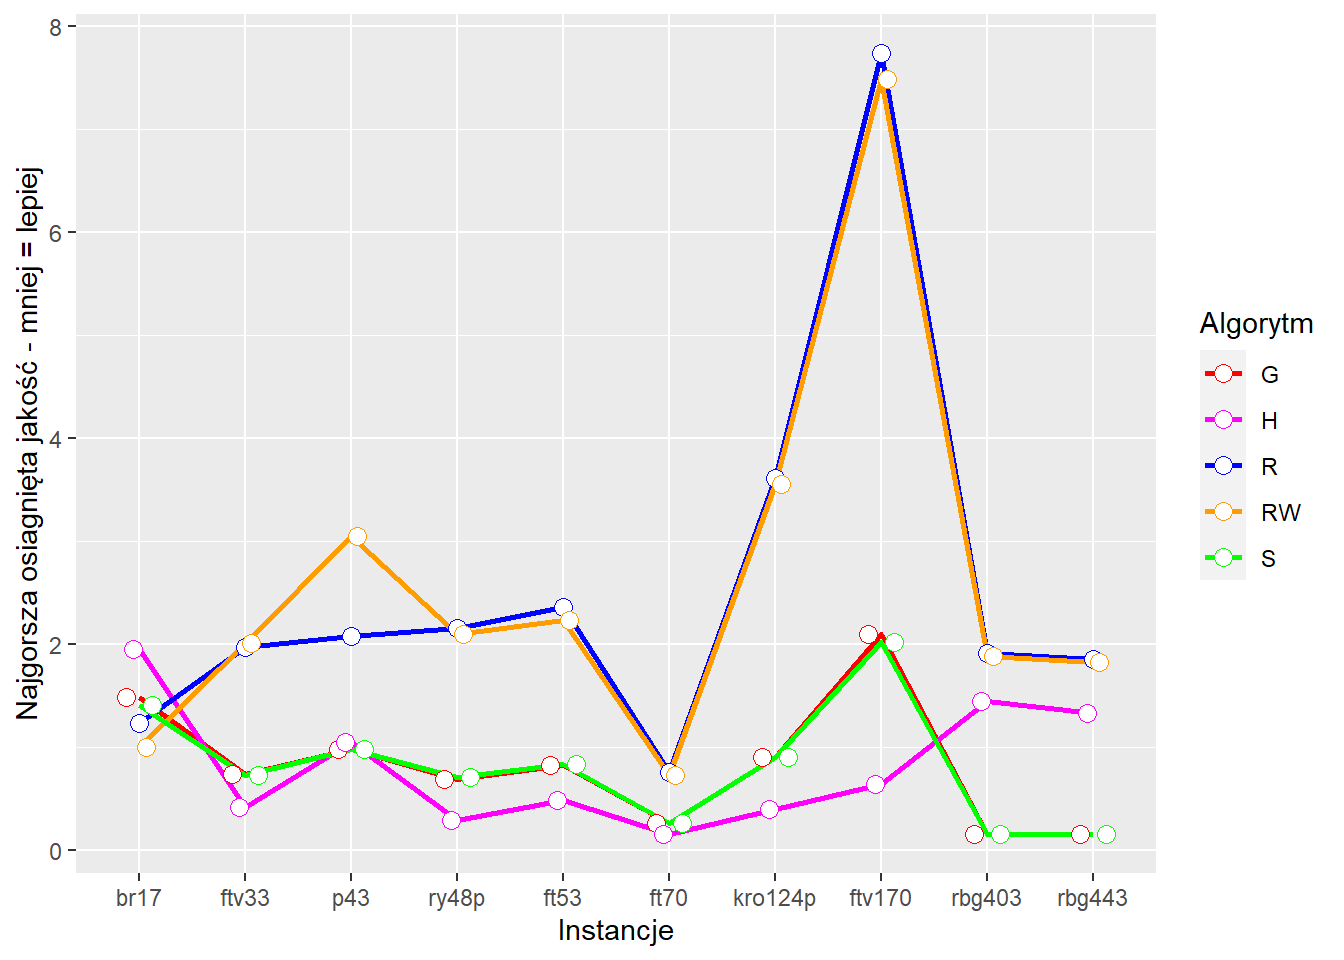 Najgorsza osiągnięta jakość - mniej = lepiej
8
6
4
2
0
br17 ftv33 p43 ry48p ft53 ft70 kro124p ftv170 rbg403 rbg443
Instancje
Algorytm
G
H
R
RW
S